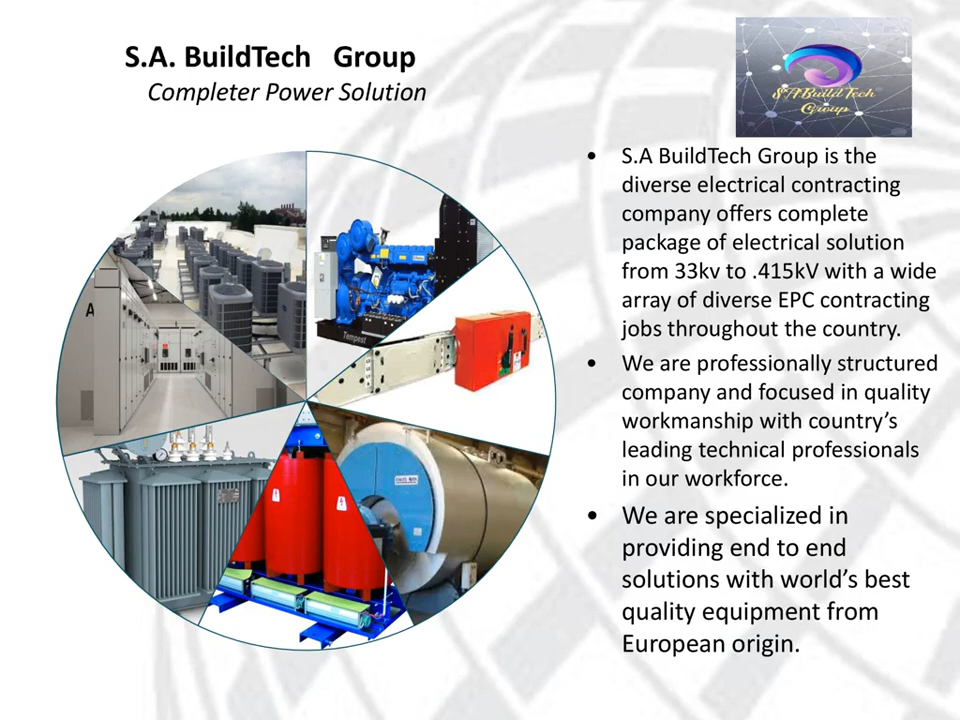 S.A. BuildTech Group
Completer Power Solution
S A Build Tech
Group
• S.A BuildTech Group is the
diverse electrical contracting
company offers complete
package of electrical solution
from 33kv to .415kV with a wide
array of diverse EPC contracting
jobs throughout the country.
• We are professionally structured
company and focused in quality
workmanship with country’s
leading technical professionals
in our workforce.
• We are specialized in
providing end to end
solutions with world’s best
quality equipment from
European origin.
A
Tempest